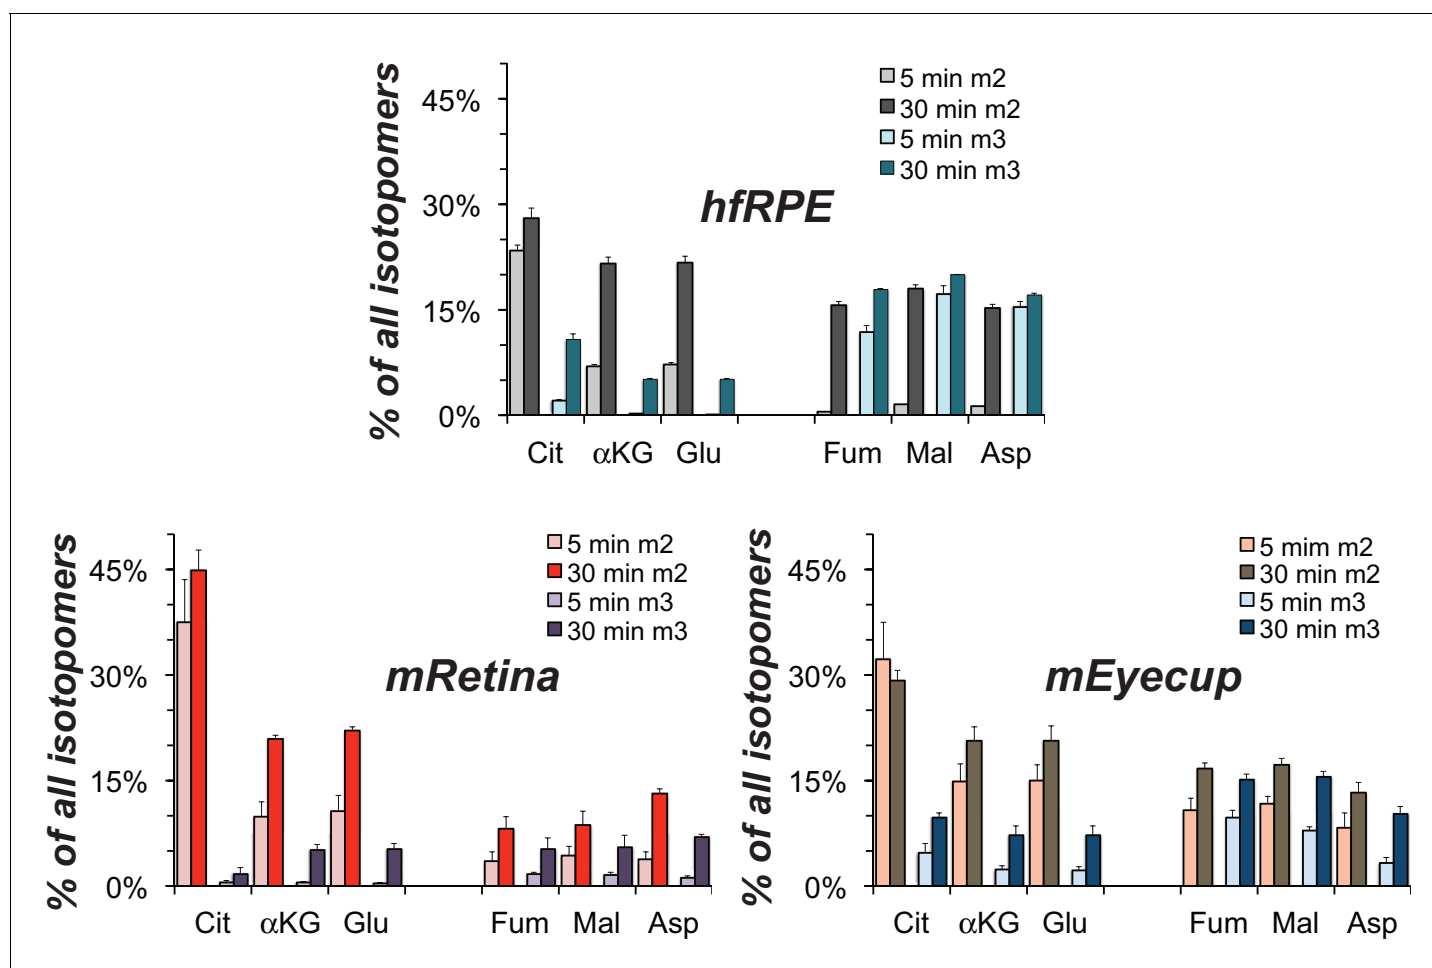 % of all isotopomers
45%
30%
15%
0%
5 min m2
30 min m2
5 min m3
30 min m3
hfRPE
Cit αKG Glu Fum Mal Asp
% of all isotopomers
45%
30%
15%
0%
5 min m2
30 min m2
5 min m3
30 min m3
mRetina
Cit αKG Glu Fum Mal Asp
% of all isotopomers
45%
30%
15%
0%
5 mim m2
30 min m2
5 min m3
30 min m3
mEyecup
Cit αKG Glu Fum Mal Asp